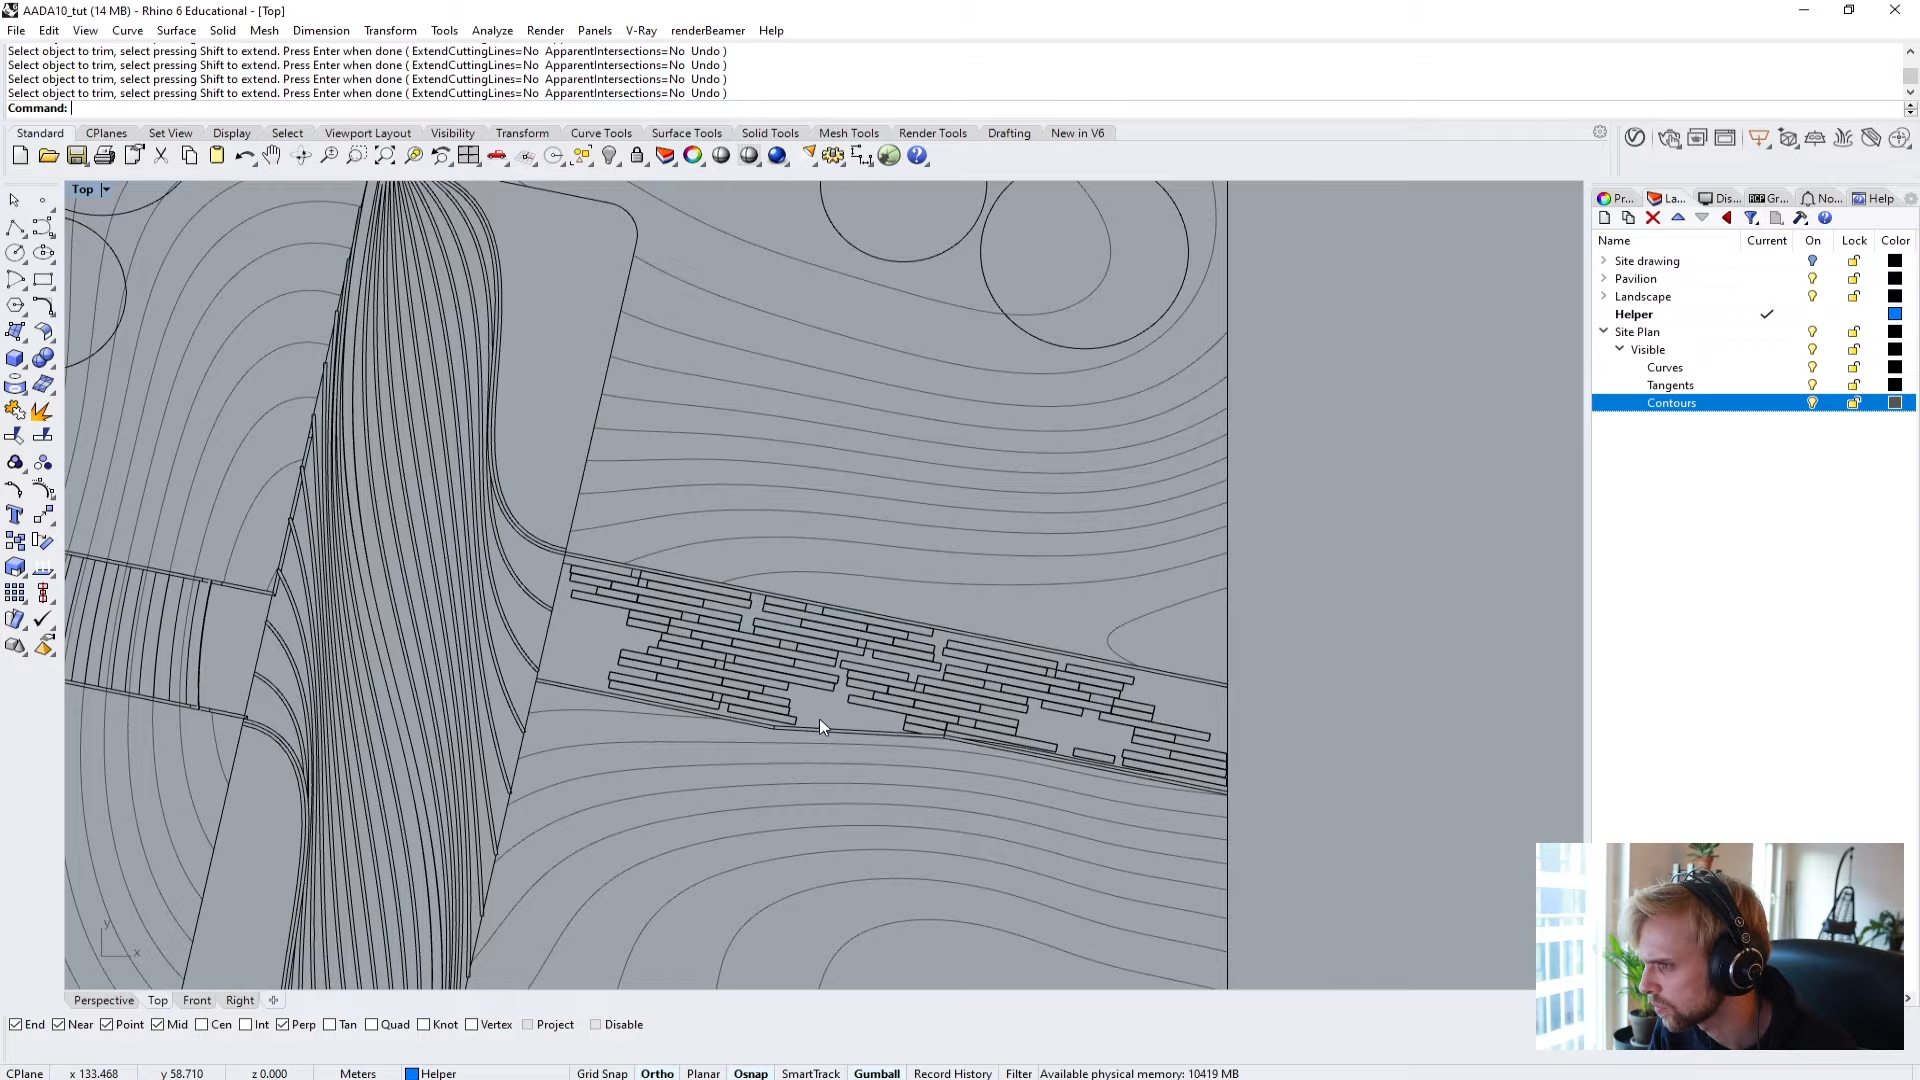 AADA10_tut (14 MB) - Rhino 6 Educational - [Top]
File Edit View Curve Surface Solid Mesh Dimension Transform Tools Analyze Render Panels V-Ray renderBeamer Help
Select object to trim, select pressing Shift to extend. Press Enter when done ( ExtendCuttingLines=No ApparentIntersections=No Undo )
Select object to trim, select pressing Shift to extend. Press Enter when done ( ExtendCuttingLines=No ApparentIntersections=No Undo )
Select object to trim, select pressing Shift to extend. Press Enter when done ( ExtendCuttingLines=No ApparentIntersections=No Undo )
Select object to trim, select pressing Shift to extend. Press Enter when done ( ExtendCuttingLines=No ApparentIntersections=No Undo )
Command:
Standard CPlanes Set View Display Select Viewport Layout Visibility Transform Curve Tools Surface Tools Solid Tools Mesh Tools Render Tools Drafting New in V6
Top
Pr... La... Dis... Gr... No... Help
Name Current On Lock Color
Site drawing
Pavilion
Landscape
Helper
Site Plan
Visible
Curves
Tangents
Contours
y
x
Perspective Top Front Right
End Near Point Mid Cen Int Perp Tan Quad Knot Vertex Project Disable
CPlane x 133.468 y 58.710 z 0.000 Meters Helper Grid Snap Ortho Planar Osnap SmartTrack Gumball Record History Filter Available physical memory: 10419 MB